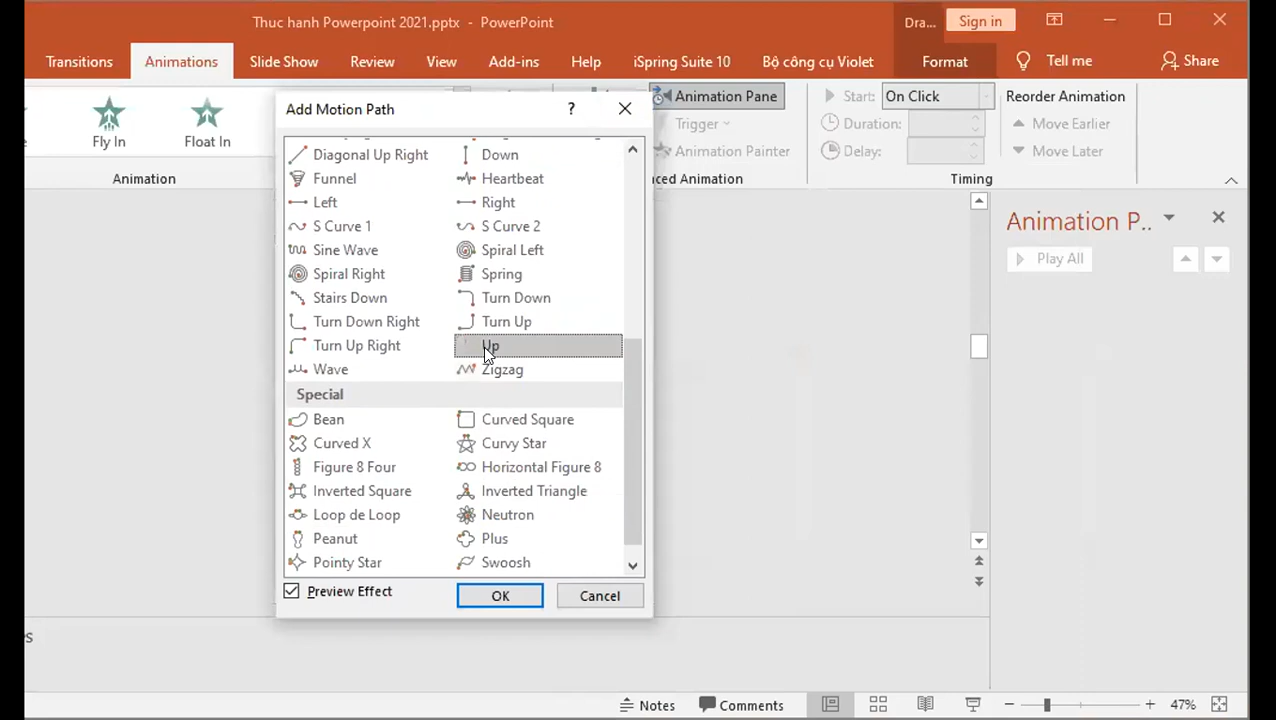 Thuc hanh Powerpoint 2021.pptx - PowerPoint
Dra...
Sign in
Transitions
Animations
Slide Show
Review
View
Add-ins
Help
iSpring Suite 10
Bộ công cụ Violet
Format
Tell me
Share
Fly In
Float In
Animation
Add Motion Path
?
Diagonal Up Right
Down
Funnel
Heartbeat
Left
Right
S Curve 1
S Curve 2
Sine Wave
Spiral Left
Spiral Right
Spring
Stairs Down
Turn Down
Turn Down Right
Turn Up
Turn Up Right
Up
Wave
Zigzag
Special
Bean
Curved Square
Curved X
Curvy Star
Figure 8 Four
Horizontal Figure 8
Inverted Square
Inverted Triangle
Loop de Loop
Neutron
Peanut
Plus
Pointy Star
Swoosh
Preview Effect
OK
Cancel
Animation Pane
Trigger
Animation Painter
ced Animation
Start:
On Click
Duration:
Delay:
Reorder Animation
Move Earlier
Move Later
Timing
Animation P..
Play All
Notes
Comments
47%